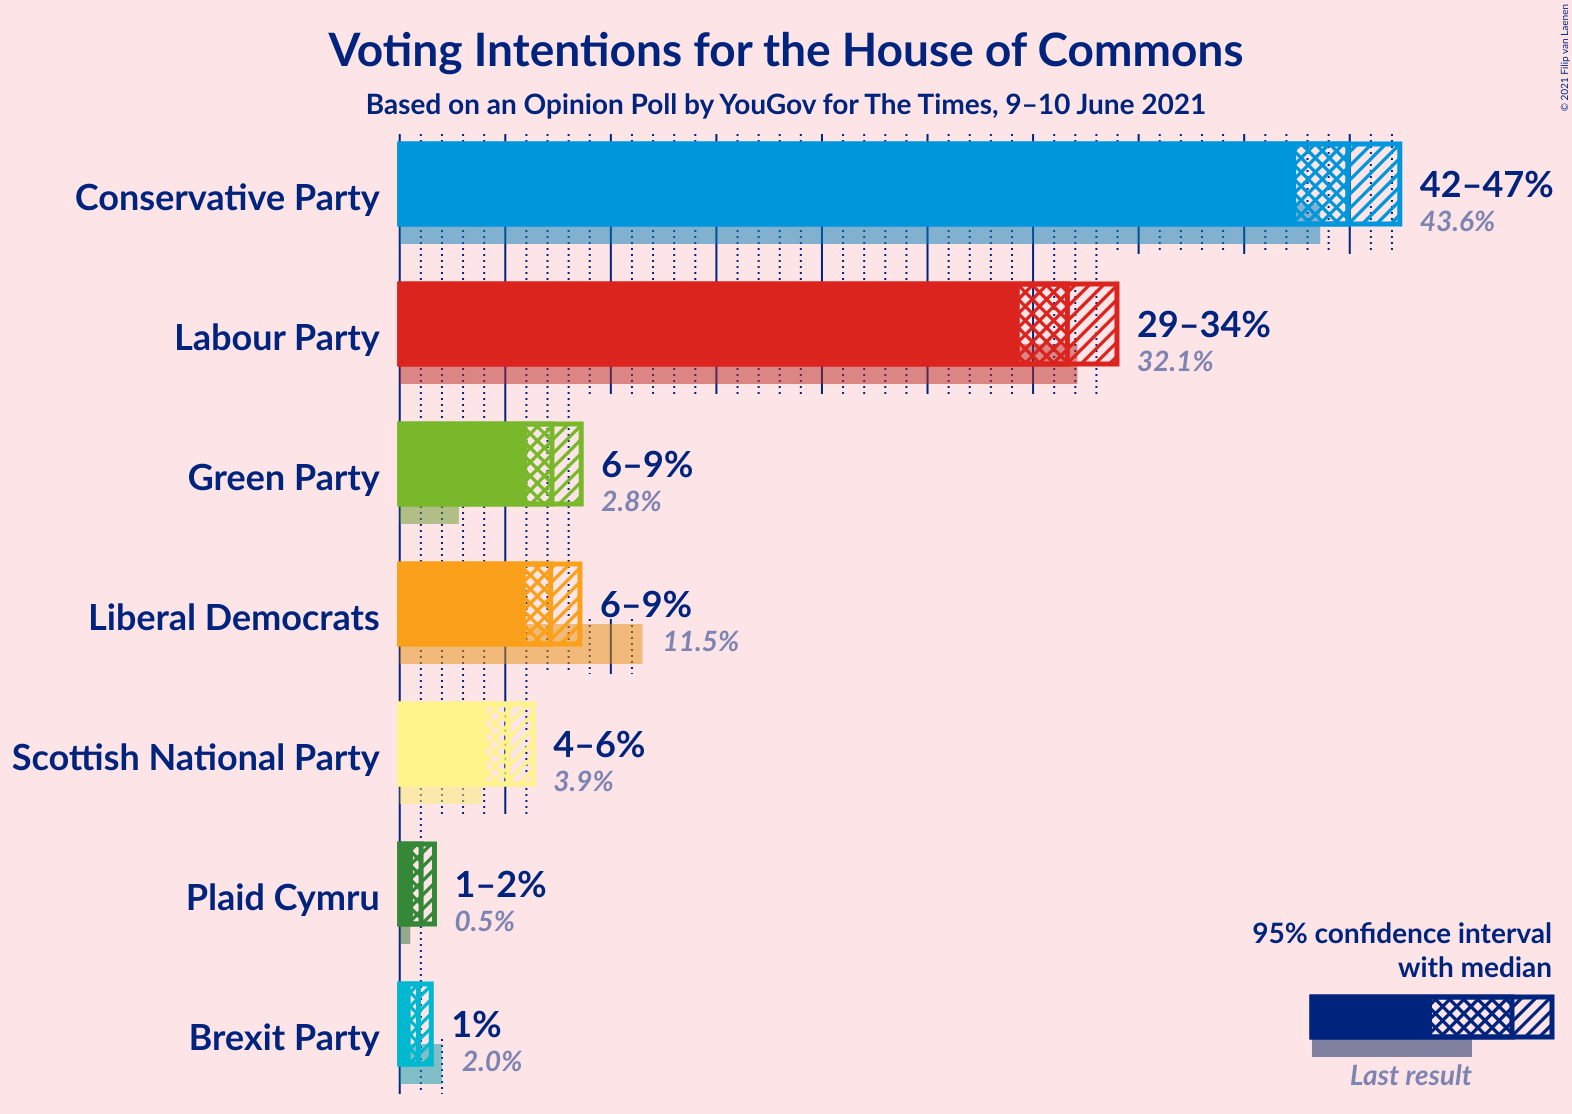 Voting Intentions for the House of Commons
Based on an Opinion Poll by YouGov for The Times, 9–10 June 2021
© 2021 Filip van Laenen
Conservative Party
42–47%
43.6%
Labour Party
29–34%
32.1%
Green Party
6–9%
2.8%
Liberal Democrats
6–9%
11.5%
Scottish National Party
4–6%
3.9%
Plaid Cymru
1–2%
0.5%
Brexit Party
1%
2.0%
95% confidence interval
with median
Last result